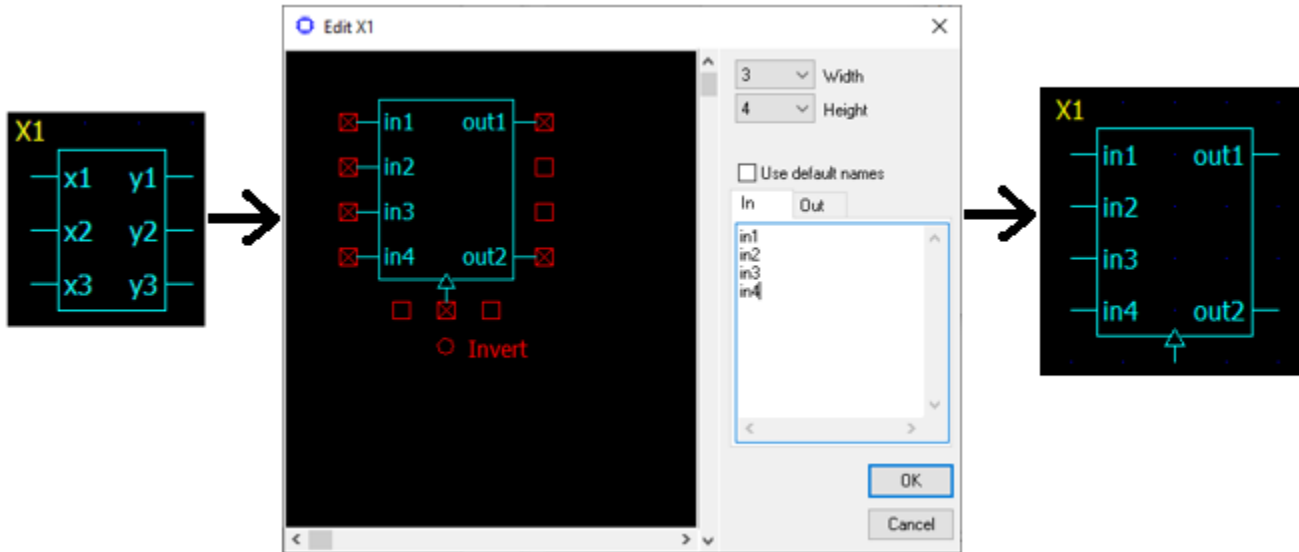 X1
x1 y1
x2 y2
x3 y3
Edit X1
in1 out1
in2
in3
in4 out2
Invert
3 Width
4 Height
Use default names
In Out
in1
in2
in3
in4
OK
Cancel
X1
in1 out1
in2
in3
in4 out2